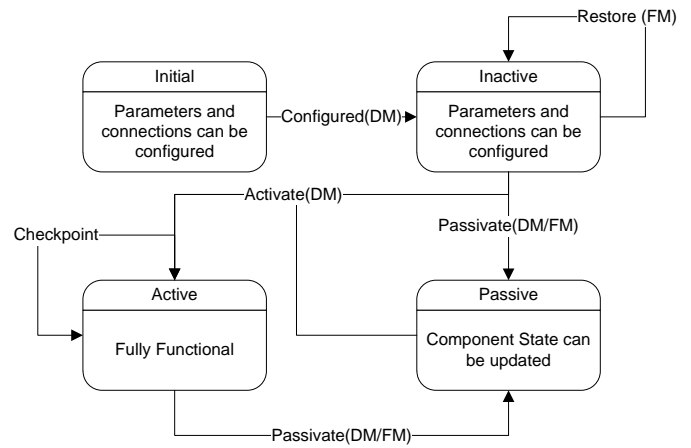 Restore (FM)
Initial
Inactive
Parameters and
connections can be
configured
Configured(DM)
Parameters and
connections can be
configured
Activate(DM)
Passivate(DM/FM)
Checkpoint
Active
Passive
Fully Functional
Component State can
be updated
Passivate(DM/FM)